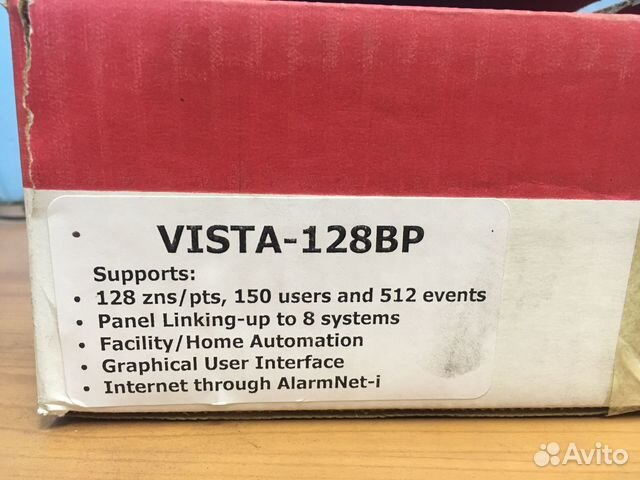 VISTA-128BP
Supports:
• 128 zns/pts, 150 users and 512 events
• Panel Linking-up to 8 systems
• Facility/Home Automation
• Graphical User Interface
• Internet through AlarmNet-i
Avito